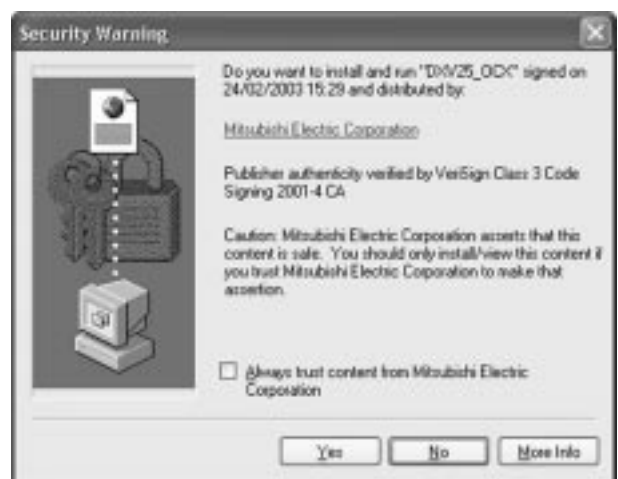 Security Warning
Do you want to install and run "DXV25_OCX" signed on
24/02/2003 15:29 and distributed by:
Mitsubishi Electric Corporation
Publisher authenticity verified by VeriSign Class 3 Code
Signing 2001-4 CA
Caution: Mitsubishi Electric Corporation asserts that this
content is safe. You should only install/view this content if
you trust Mitsubishi Electric Corporation to make that
assertion.
Always trust content from Mitsubishi Electric
Corporation
Yes No More Info